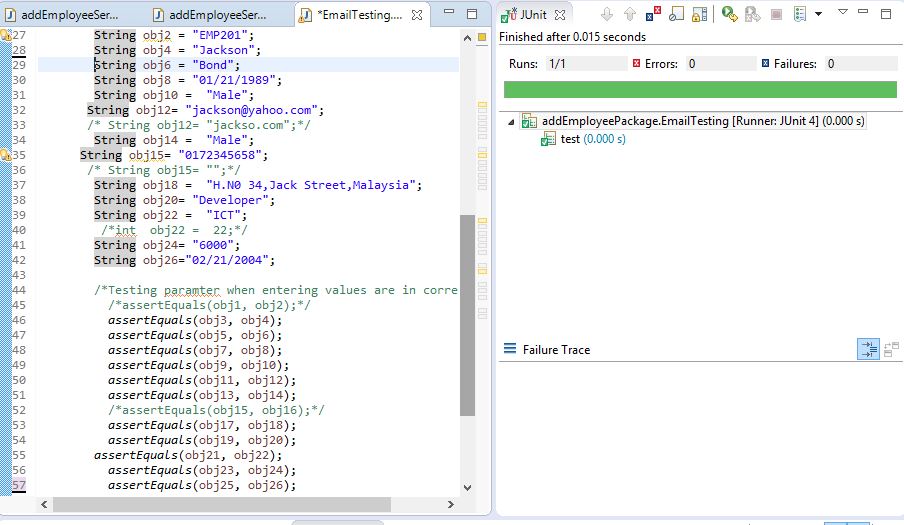 addEmployeeSer...
addEmployeeSer...
*EmailTesting....
27 String obj2 = "EMP201";
28 String obj4 = "Jackson";
29 String obj6 = "Bond";
30 String obj8 = "01/21/1989";
31 String obj10 =  "Male";
32 String obj12= "jackson@yahoo.com";
33 /* String obj12= "jackso.com";*/
34 String obj14 =  "Male";
35 String obj15= "0172345658";
36 /* String obj15= "";*/
37 String obj18 =  "H.N0 34,Jack Street,Malaysia";
38 String obj20= "Developer";
39 String obj22 =  "ICT";
40 /*int  obj22 =  22;*/
41 String obj24= "6000";
42 String obj26="02/21/2004";
43
44 /*Testing paramter when entering values are in corre
45 /*assertEquals(obj1, obj2);*/
46 assertEquals(obj3, obj4);
47 assertEquals(obj5, obj6);
48 assertEquals(obj7, obj8);
49 assertEquals(obj9, obj10);
50 assertEquals(obj11, obj12);
51 assertEquals(obj13, obj14);
52 /*assertEquals(obj15, obj16);*/
53 assertEquals(obj17, obj18);
54 assertEquals(obj19, obj20);
55 assertEquals(obj21, obj22);
56 assertEquals(obj23, obj24);
57 assertEquals(obj25, obj26);
JUnit
Finished after 0.015 seconds
Runs: 1/1 Errors: 0 Failures: 0
addEmployeePackage.EmailTesting [Runner: JUnit 4] (0.000 s)
test (0.000 s)
Failure Trace